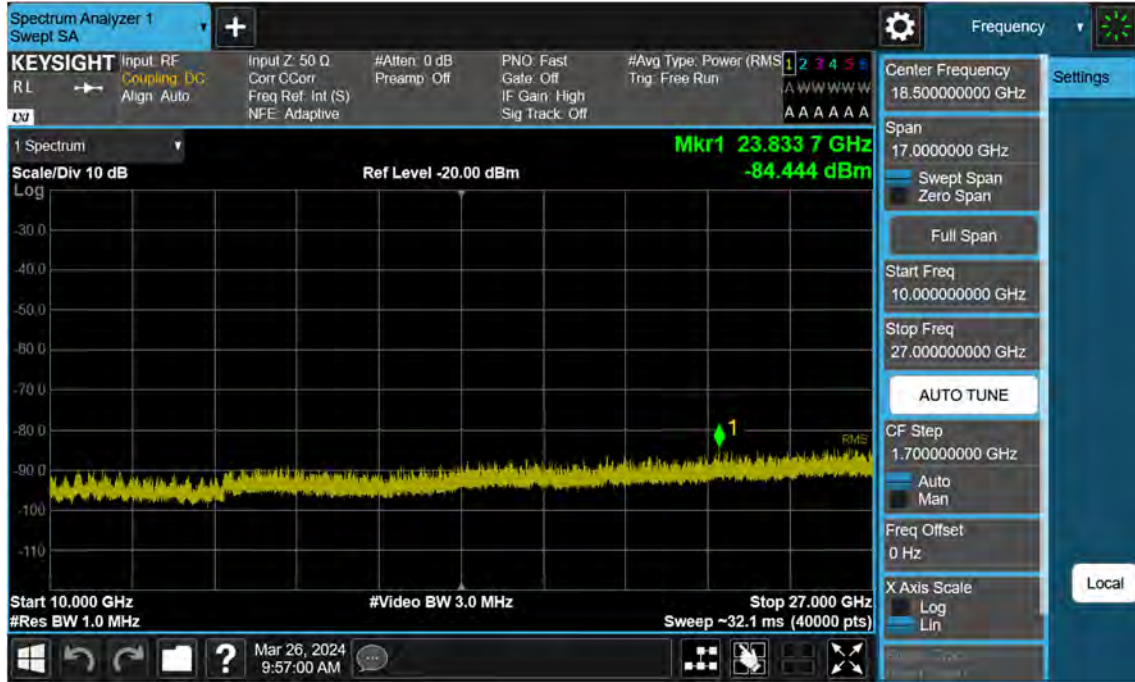 Spectrum Analyzer 1
Swept SA
+
Frequency
KEYSIGHT
RL
LXI
Input: RF
Coupling: DC
Align: Auto
Input Z: 50 Ω
Corr CCorr
Freq Ref: Int (S)
NFE: Adaptive
#Atten: 0 dB
Preamp: Off
PNO: Fast
Gate: Off
IF Gain: High
Sig Track: Off
#Avg Type: Power (RMS
Trig: Free Run
1 2 3 4 5 6
A W W W W W
A A A A A A
Center Frequency
18.500000000 GHz
Settings
1 Spectrum
Mkr1 23.833 7 GHz
-84.444 dBm
Scale/Div 10 dB
Ref Level -20.00 dBm
Log
-30.0
-40.0
-50.0
-60.0
-70.0
-80.0
-90.0
-100
-110
1
RMS
Start 10.000 GHz
#Res BW 1.0 MHz
#Video BW 3.0 MHz
Stop 27.000 GHz
Sweep ~32.1 ms (40000 pts)
Span
17.0000000 GHz
Swept Span
Zero Span
Full Span
Start Freq
10.000000000 GHz
Stop Freq
27.000000000 GHz
AUTO TUNE
CF Step
1.700000000 GHz
Auto
Man
Freq Offset
0 Hz
X Axis Scale
Log
Lin
Local
?
Mar 26, 2024
9:57:00 AM